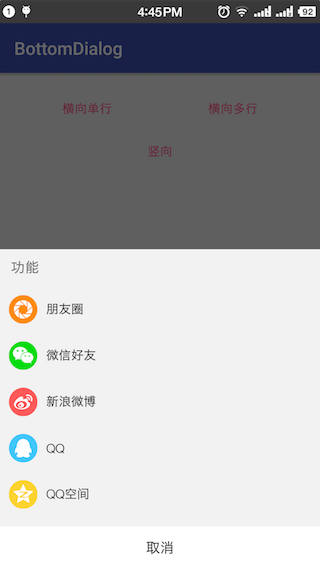 1 4:45PM 92
BottomDialog
横向单行 横向多行
竖向
功能
朋友圈
微信好友
新浪微博
QQ
QQ空间
取消